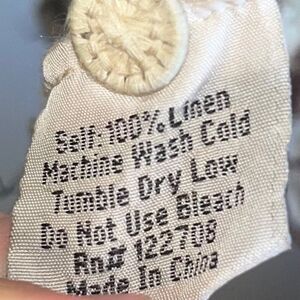 Self: 100% Linen
Machine Wash Cold
Tumble Dry Low
Do Not Use Bleach
Rn# 122708
Made In China